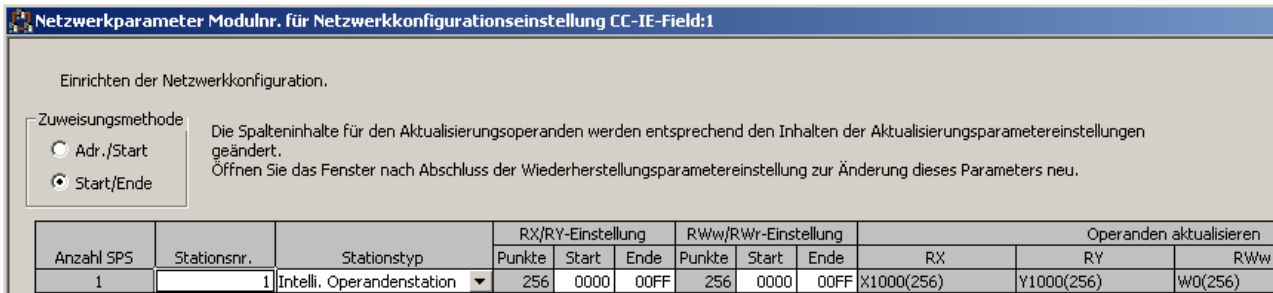 Netzwerkparameter Modulnr. für Netzwerkkonfigurationseinstellung CC-IE-Field:1
Einrichten der Netzwerkkonfiguration.
Zuweisungsmethode
Adr./Start
Start/Ende
Die Spalteninhalte für den Aktualisierungsoperanden werden entsprechend den Inhalten der Aktualisierungsparametereinstellungen
geändert.
Öffnen Sie das Fenster nach Abschluss der Wiederherstellungsparametereinstellung zur Änderung dieses Parameters neu.
RX/RY-Einstellung RWw/RWr-Einstellung Operanden aktualisieren
Anzahl SPS Stationsnr. Stationstyp Punkte Start Ende Punkte Start Ende RX RY RWw
1 1 Intelli. Operandenstation 256 0000 00FF 256 0000 00FF X1000(256) Y1000(256) W0(256)